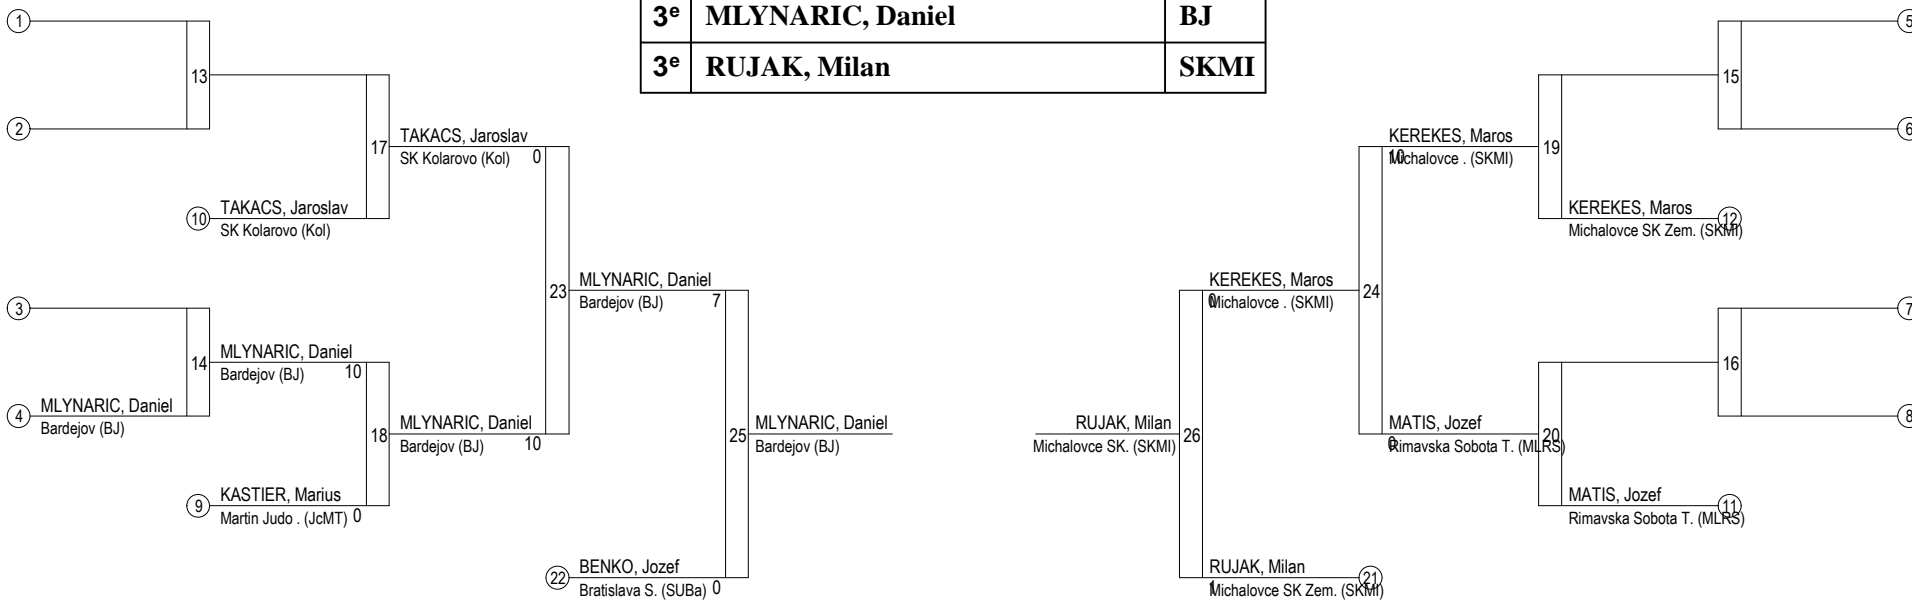 3e MLYNARIC, Daniel BJ
3e RUJAK, Milan SKMI
1
13
2
17
TAKACS, Jaroslav
SK Kolarovo (Kol) 0
10 TAKACS, Jaroslav
SK Kolarovo (Kol)
23
MLYNARIC, Daniel
Bardejov (BJ) 7
3
14
MLYNARIC, Daniel
Bardejov (BJ) 10
4 MLYNARIC, Daniel
Bardejov (BJ)
18
MLYNARIC, Daniel
Bardejov (BJ) 10
9 KASTIER, Marius
Martin Judo . (JcMT) 0
25
MLYNARIC, Daniel
Bardejov (BJ)
22 BENKO, Jozef
Bratislava S. (SUBa) 0
5
15
6
KEREKES, Maros
10
Michalovce . (SKMI)
19
KEREKES, Maros 12
Michalovce SK Zem. (SKMI)
KEREKES, Maros
0
Michalovce . (SKMI)
24
7
16
8
RUJAK, Milan
Michalovce SK. (SKMI)
26
MATIS, Jozef
0
Rimavska Sobota T. (MLRS)
20
MATIS, Jozef 11
Rimavska Sobota T. (MLRS)
RUJAK, Milan 21
1
Michalovce SK Zem. (SKMI)